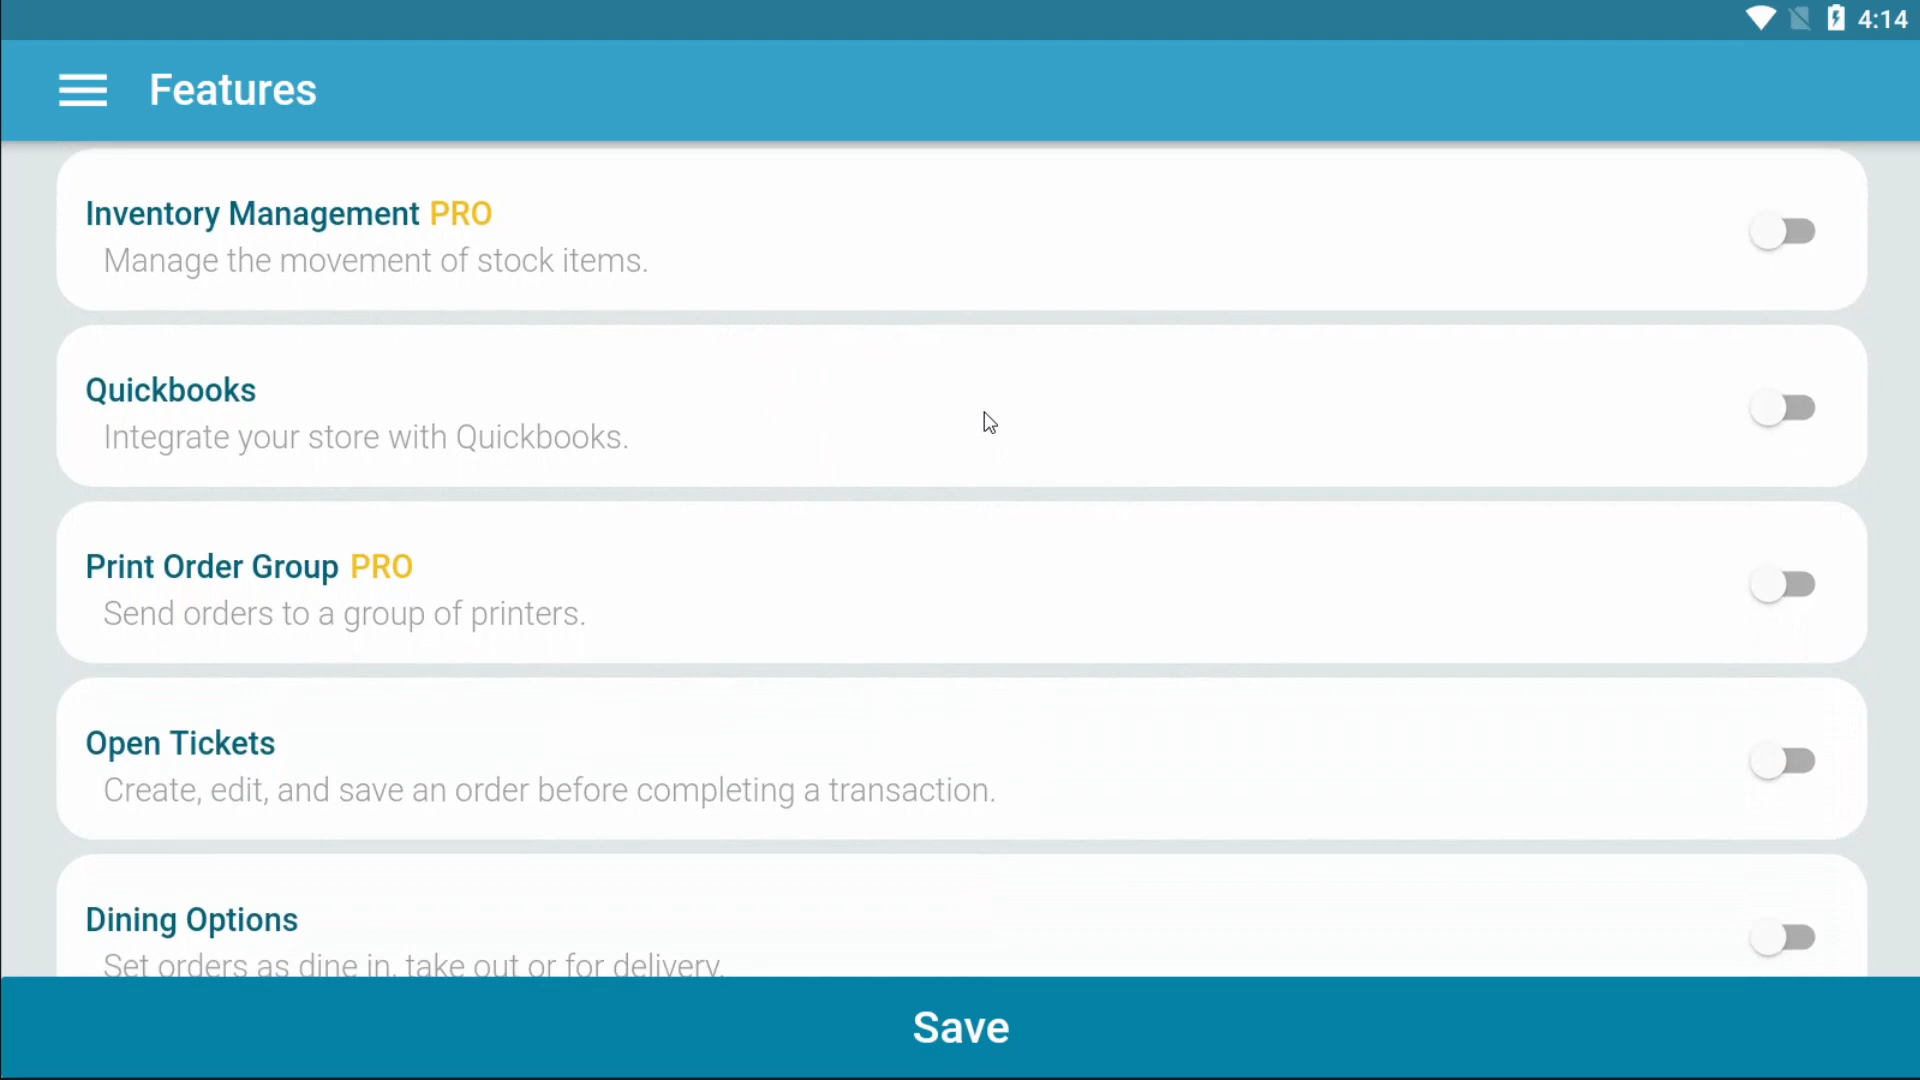 4:14
Features
Inventory Management PRO
Manage the movement of stock items.
Quickbooks
Integrate your store with Quickbooks.
Print Order Group PRO
Send orders to a group of printers.
Open Tickets
Create, edit, and save an order before completing a transaction.
Dining Options
Set orders as dine in, take out or for delivery.
Save